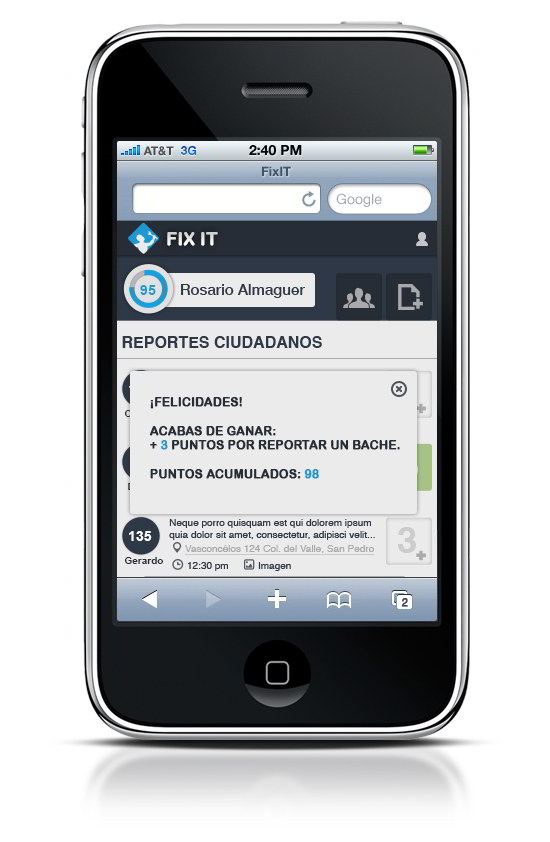 AT&T 3G 2:40 PM
FixIT
Google
FIX IT
95 Rosario Almaguer
REPORTES CIUDADANOS
¡FELICIDADES!
ACABAS DE GANAR:
+ 3 PUNTOS POR REPORTAR UN BACHE.
PUNTOS ACUMULADOS: 98
135
Gerardo
Neque porro quisquam est qui dolorem ipsum
quia dolor sit amet, consectetur, adipisci velit...
Vasconcélos 124 Col. del Valle, San Pedro
12:30 pm Imagen
3+
2